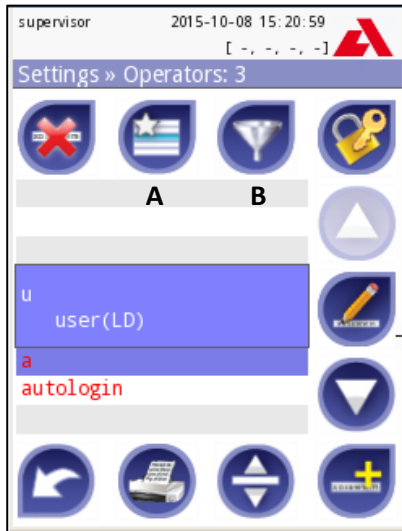 supervisor 2015-10-08 15:20:59
[ -, -, -, -]
Settings » Operators: 3
A B
u
user(LD)
a
autologin